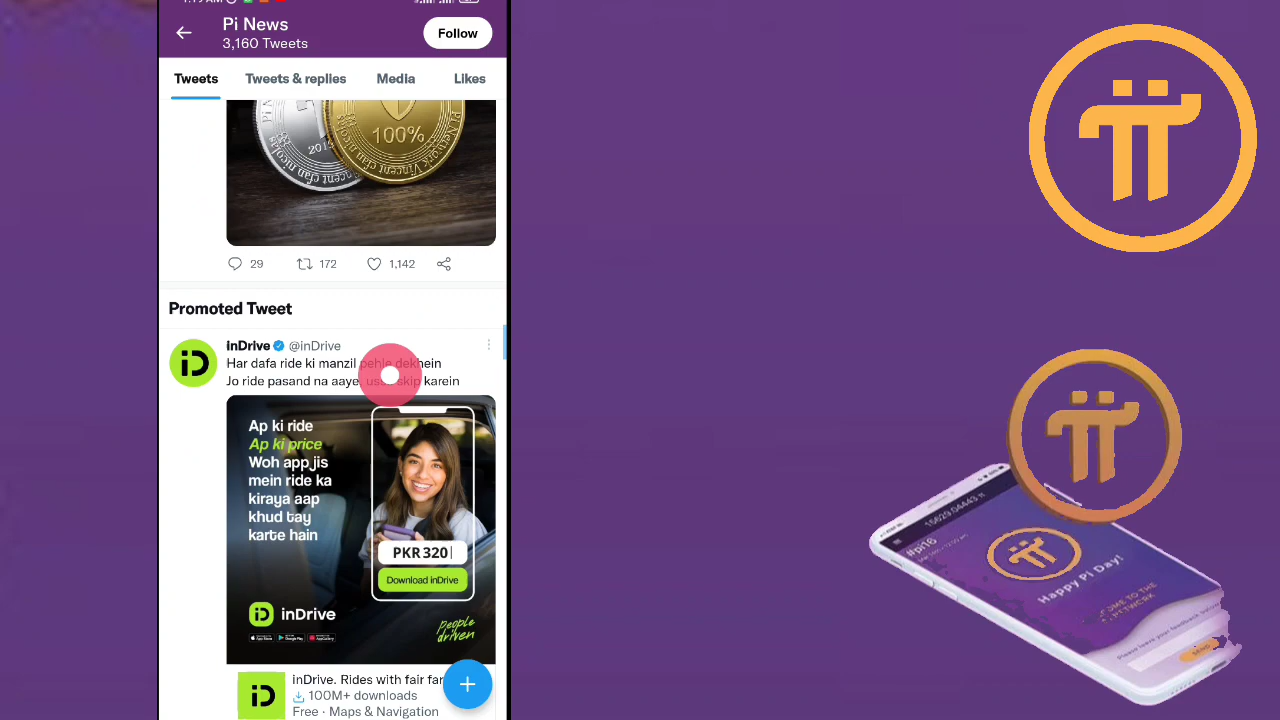 Pi News
3,160 Tweets
Follow
Tweets
Tweets & replies
Media
Likes
100%
29
172
1,142
Promoted Tweet
inDrive @inDrive
Har dafa ride ki manzil pehle dekhein
Jo ride pasand na aaye, usse skip karein
Ap ki ride
Ap ki price
Woh app jis
mein ride ka
kiraya aap
khud tay
karte hain
PKR 320
Download inDrive
iD inDrive
people
driven
inDrive. Rides with fair far
100M+ downloads
Free · Maps & Navigation
#pi16
Happy Pi Day!